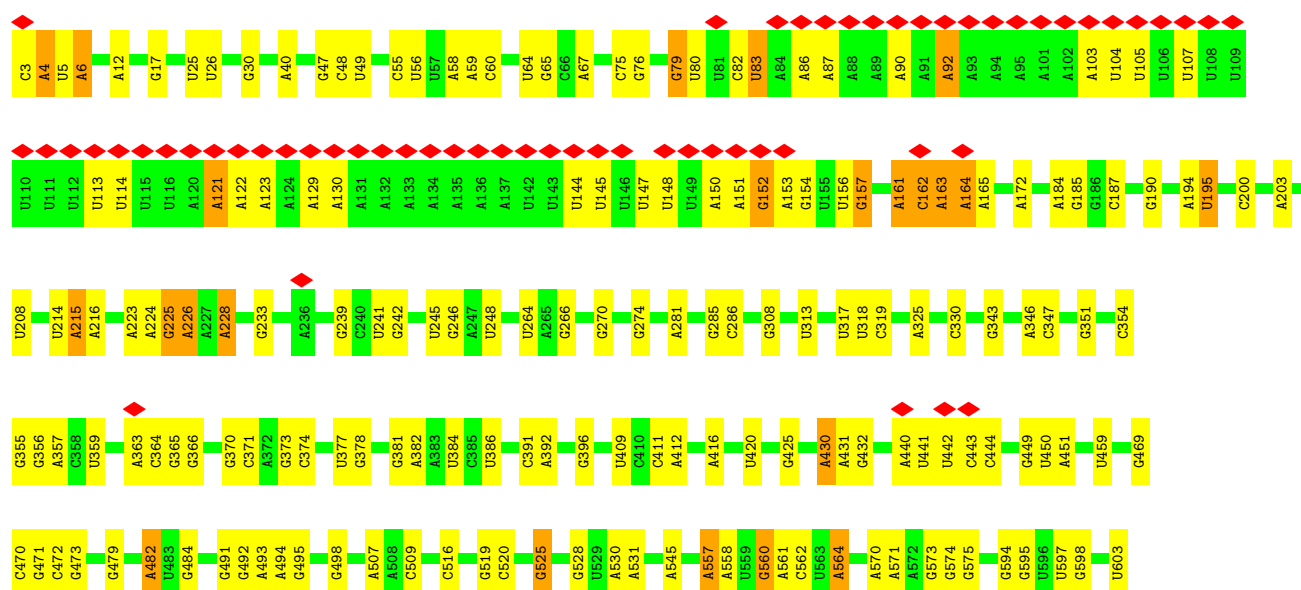 C3 A4 U5 A6 A12 G17 U25 U26 G30 A40 G47 C48 U49 C55 U56 U57 A58 A59 C60 U64 G65 C66 A67 C75 G76 G79 U80 U81 C82 U83 A84 A86 A87 A88 A89 A90 A91 A92 A93 A94 A95 A101 A102 A103 U104 U105 U106 U107 U108 U109
U110 U111 U112 U113 U114 U115 U116 A120 A121 A122 A123 A124 A129 A130 A131 A132 A133 A134 A135 A136 A137 U142 U143 U144 U145 U146 U147 U148 U149 A150 A151 G152 A153 G154 U155 U156 G157 A161 C162 A163 A164 A165 A172 A184 G185 G186 C187 G190 A194 U195 C200 A203
U208 U214 A215 A216 A223 A224 G225 A226 A227 A228 G233 A236 G239 C240 U241 G242 U245 G246 A247 U248 U264 A265 G266 G270 G274 A281 G285 C286 G308 U313 U317 U318 C319 A325 C330 G343 A346 C347 G351 C354
G355 G356 A357 C358 U359 A363 C364 G365 G366 G370 C371 A372 G373 C374 U377 G378 G381 A382 A383 U384 C385 U386 C391 A392 G396 U409 C410 C411 A412 A416 U420 G425 A430 A431 G432 A440 U441 U442 C443 C444 G449 U450 A451 U459 G469
C470 G471 C472 G473 G479 A482 U483 G484 G491 G492 A493 A494 G495 G498 A507 A508 C509 C516 G519 C520 G525 G528 U529 A530 A531 A545 A557 A558 U559 G560 A561 C562 U563 A564 A570 A571 A572 G573 G574 G575 G594 G595 U596 U597 G598 U603